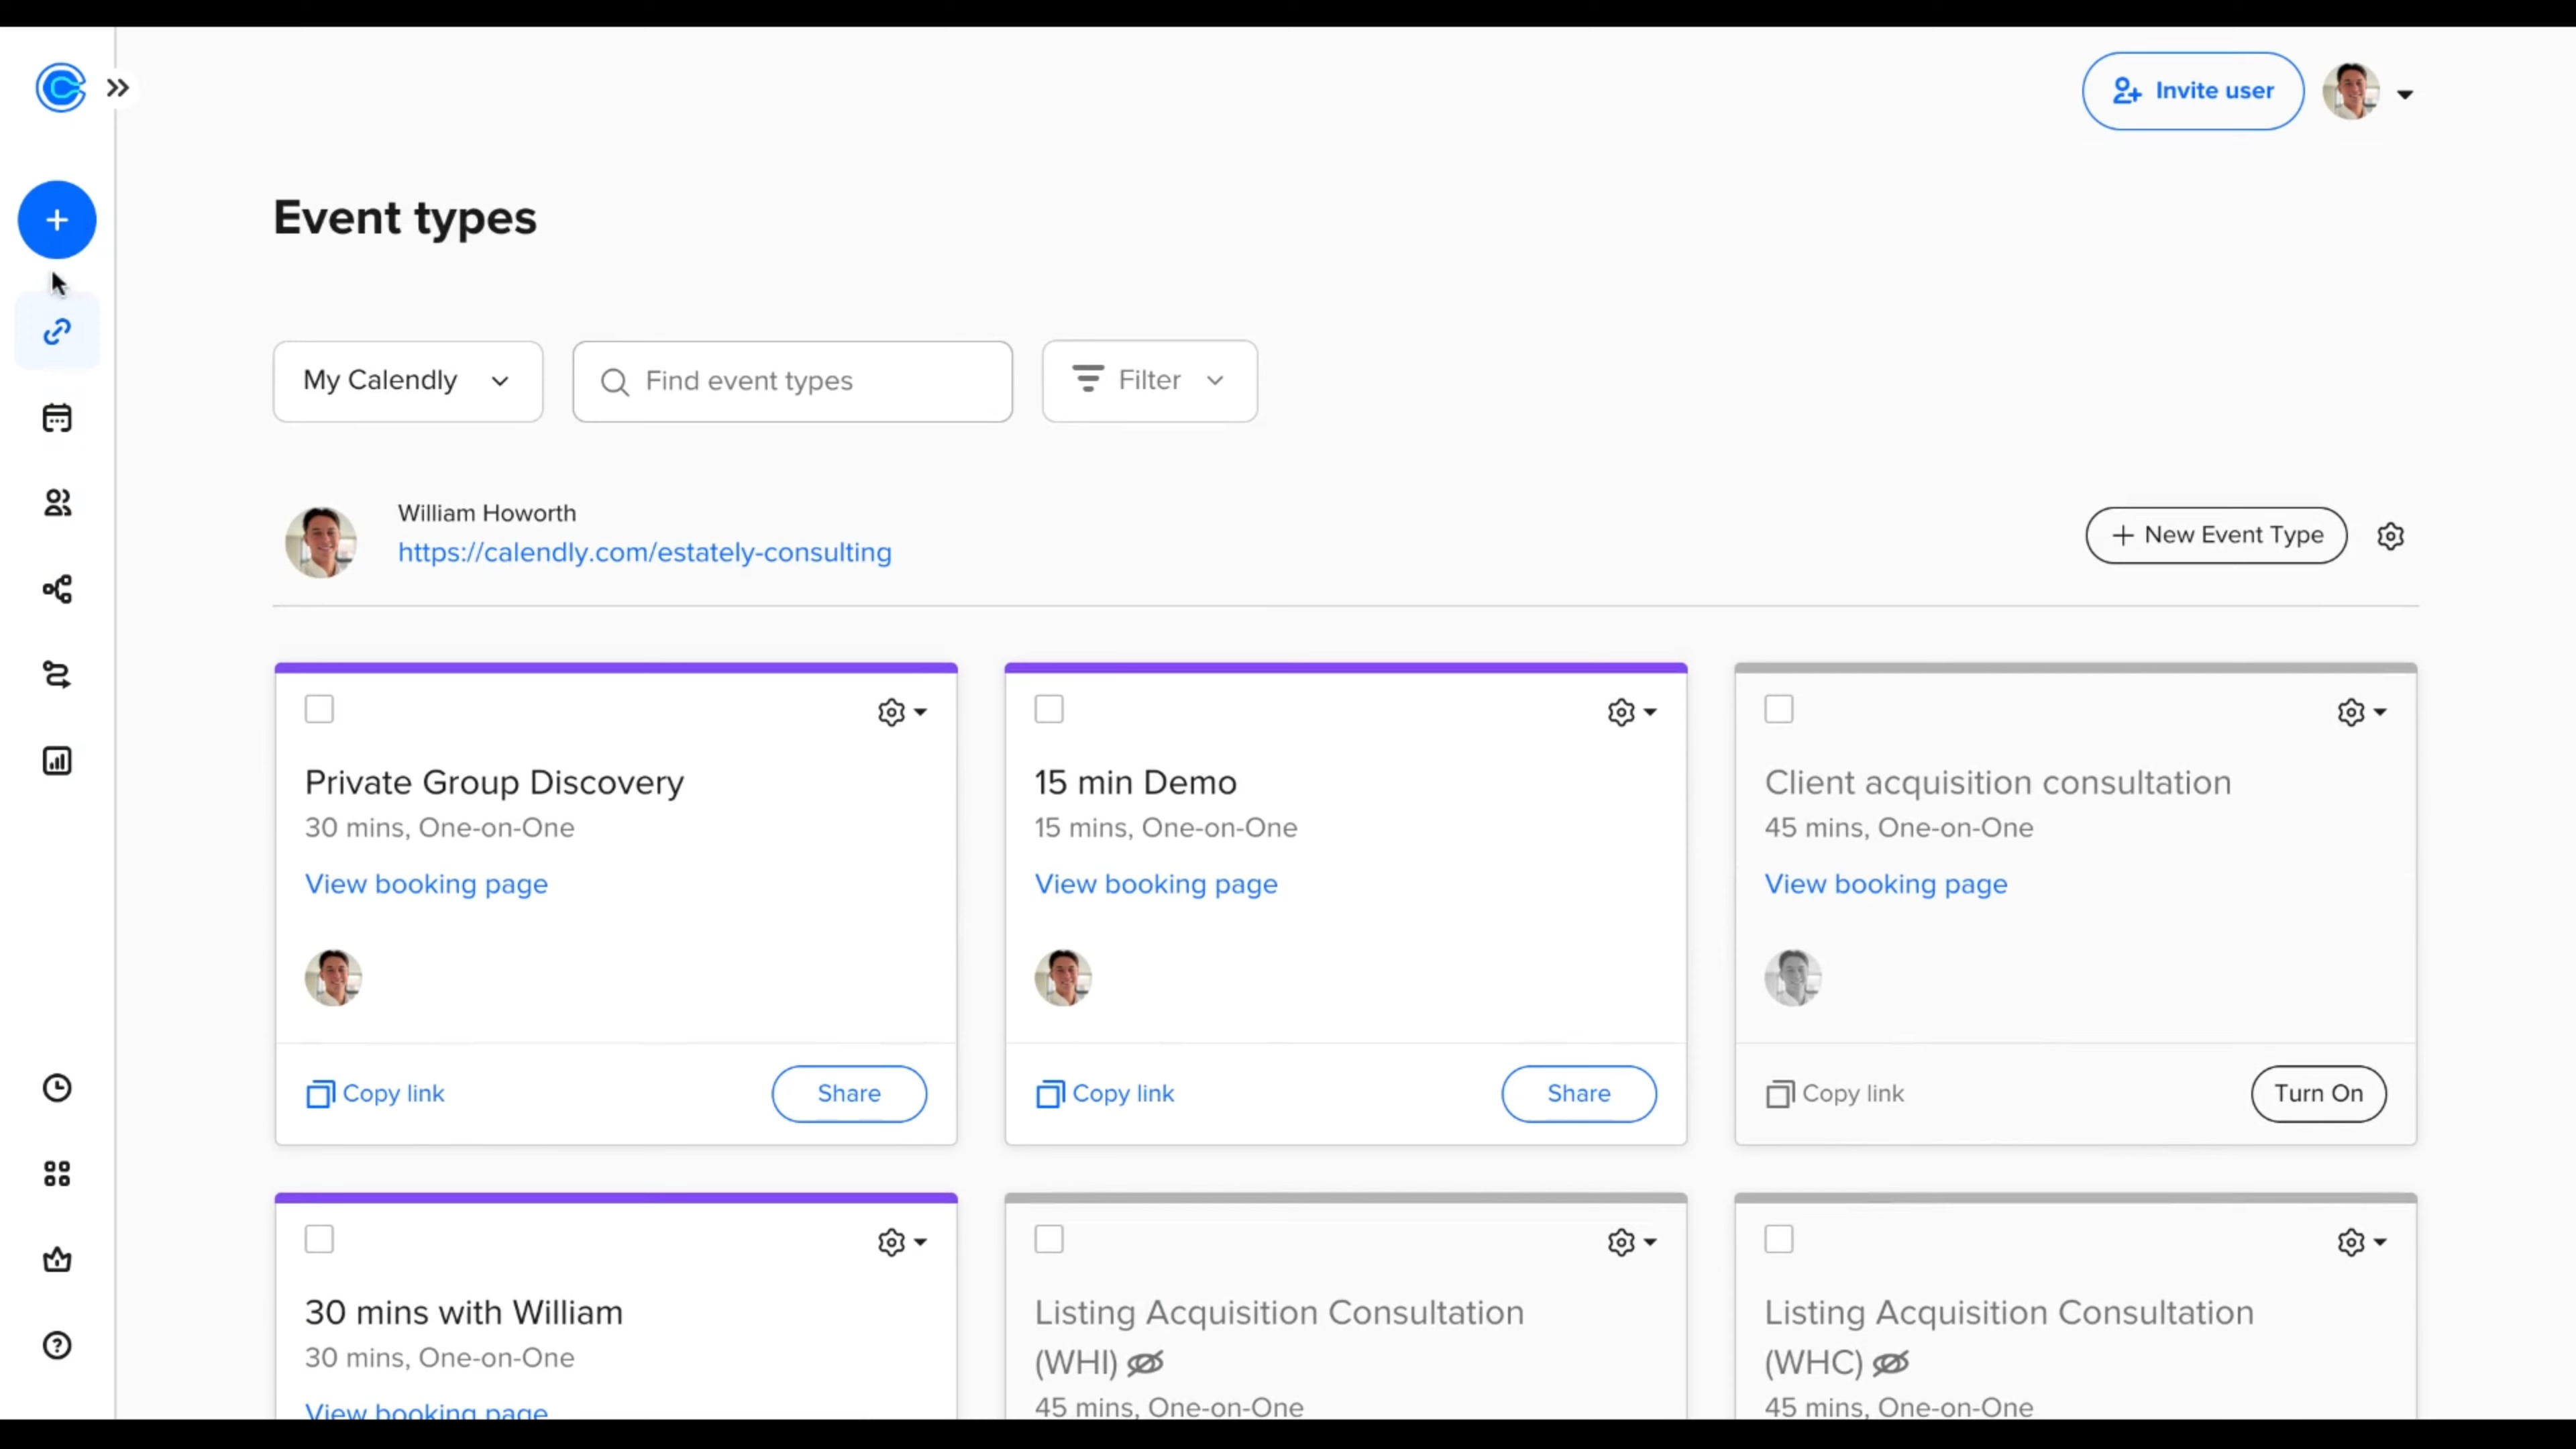 Invite user
Event types
My Calendly
Find event types
Filter
William Howorth
https://calendly.com/estately-consulting
New Event Type
Private Group Discovery
30 mins, One-on-One
View booking page
Copy link
Share
15 min Demo
15 mins, One-on-One
View booking page
Copy link
Share
Client acquisition consultation
45 mins, One-on-One
View booking page
Copy link
Turn On
30 mins with William
30 mins, One-on-One
View booking page
Listing Acquisition Consultation
(WHI)
45 mins, One-on-One
Listing Acquisition Consultation
(WHC)
45 mins, One-on-One